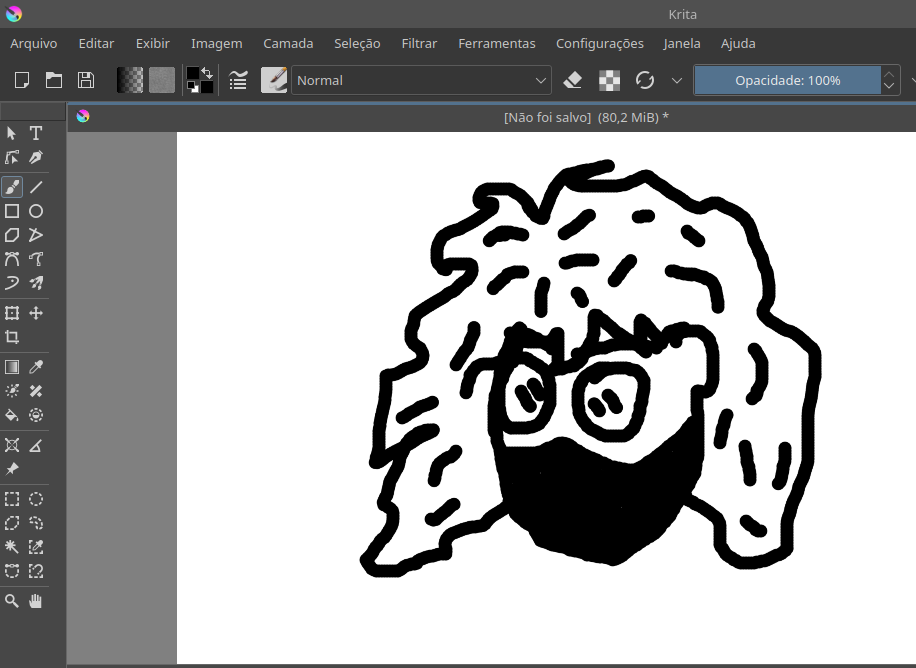 Krita
Arquivo Editar Exibir Imagem Camada Seleção Filtrar Ferramentas Configurações Janela Ajuda
Normal Opacidade: 100%
[Não foi salvo] (80,2 MiB) *